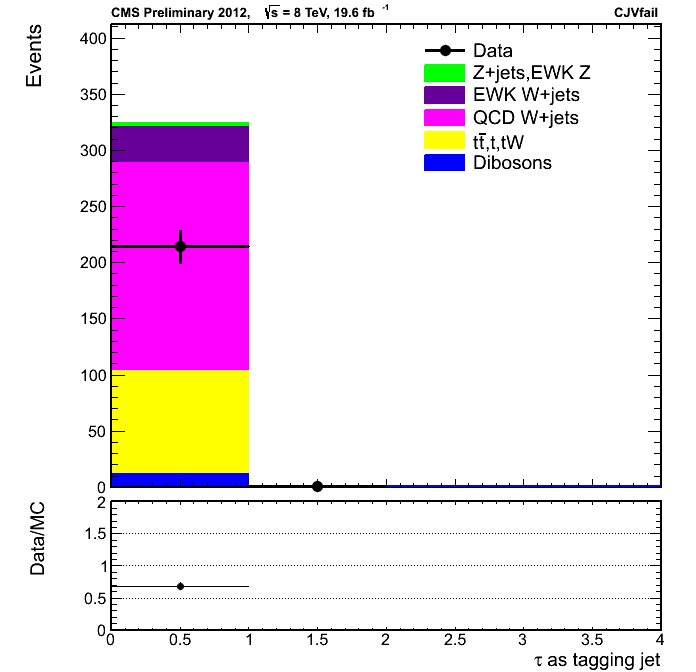 CMS Preliminary 2012, √s = 8 TeV, 19.6 fb⁻¹ CJVfail
Events
400
350
300
250
200
150
100
50
0
Data
Z+jets,EWK Z
EWK W+jets
QCD W+jets
tt̅,t,tW
Dibosons
Data/MC
2
1.5
1
0.5
0
0 0.5 1 1.5 2 2.5 3 3.5 4
τ as tagging jet